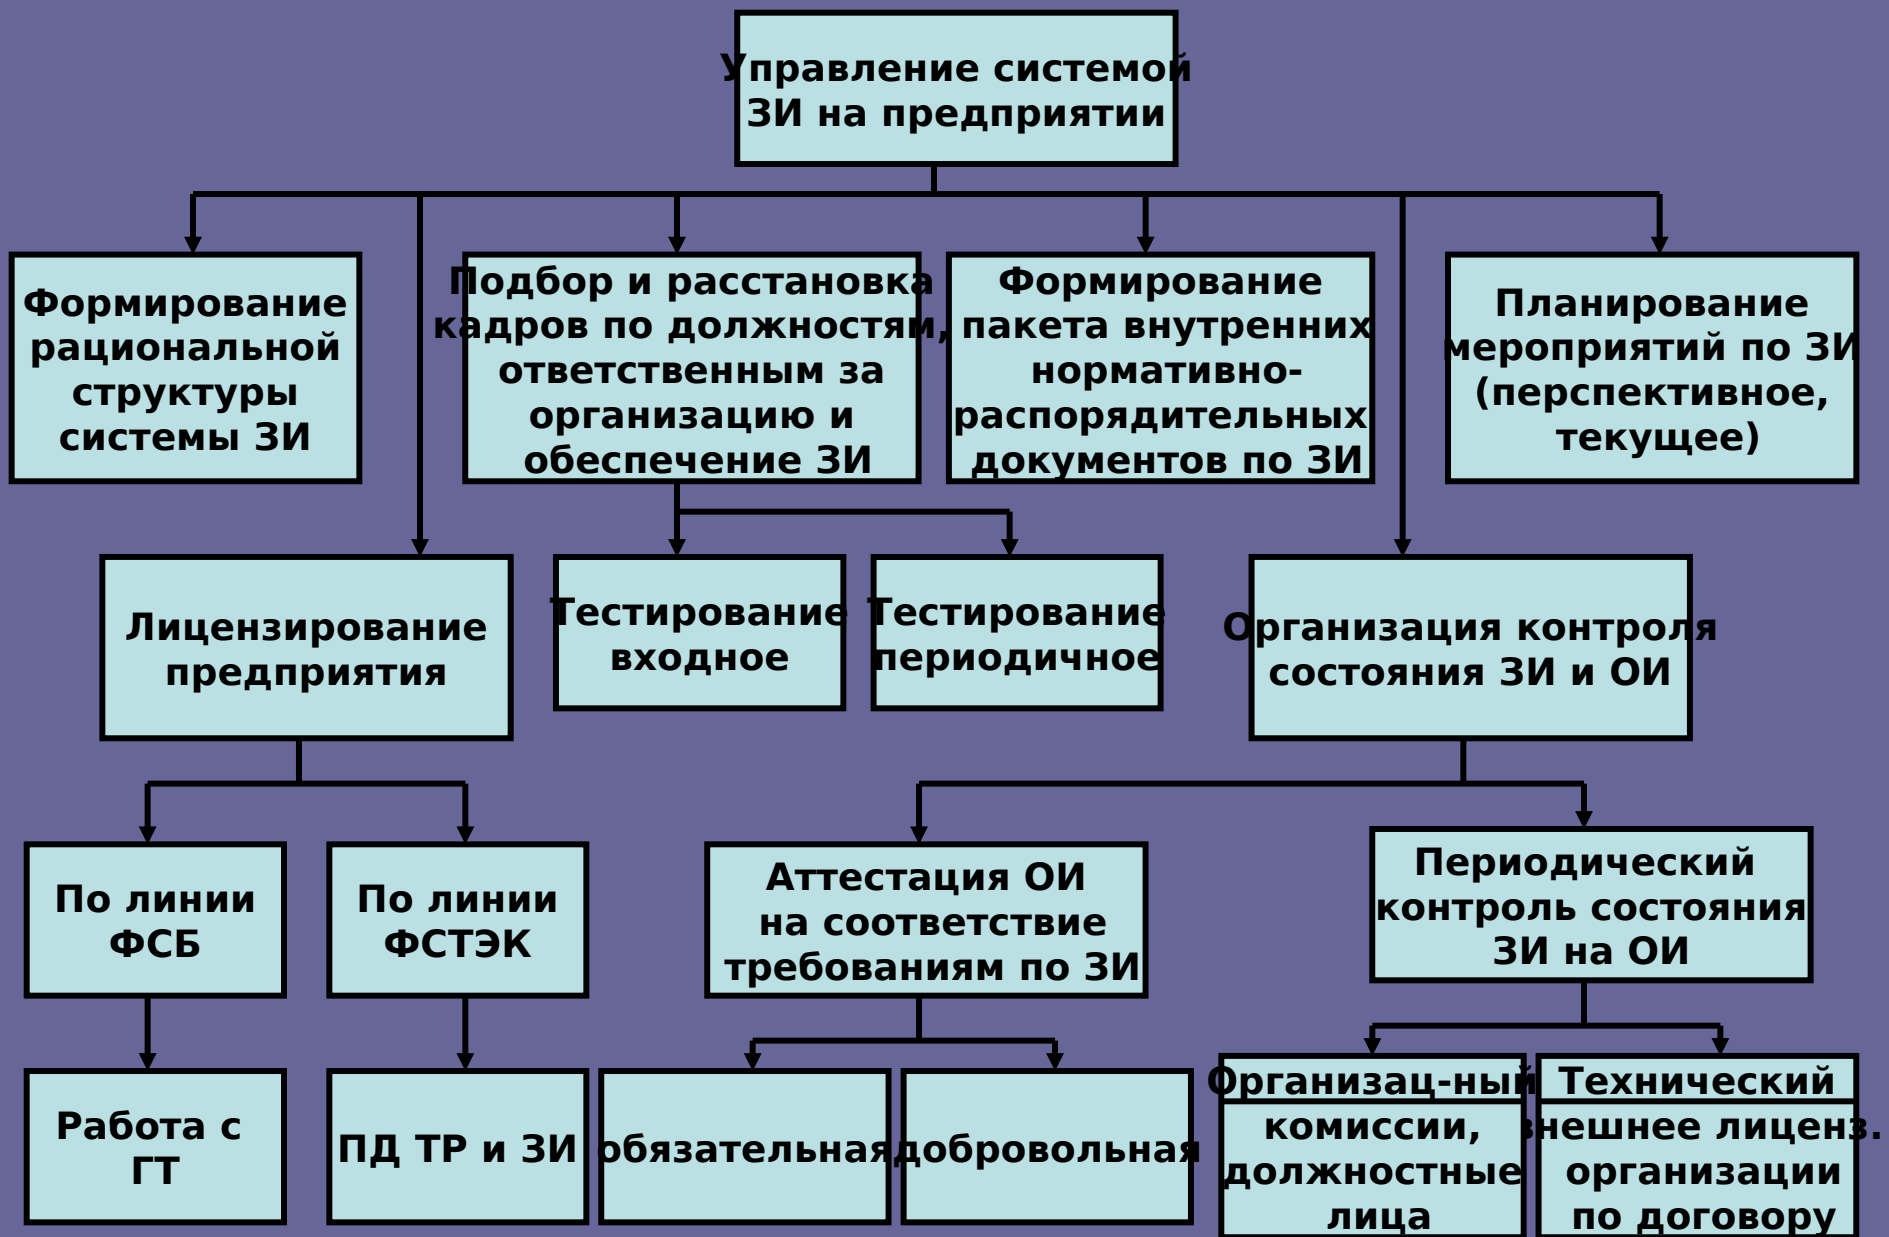 Управление системой
ЗИ на предприятии
Формирование
рациональной
структуры
системы ЗИ
Подбор и расстановка
кадров по должностям,
ответственным за
организацию и
обеспечение ЗИ
Формирование
пакета внутренних
нормативно-
распорядительных
документов по ЗИ
Планирование
мероприятий по ЗИ
(перспективное,
текущее)
Лицензирование
предприятия
Тестирование
входное
Тестирование
периодичное
Организация контроля
состояния ЗИ и ОИ
По линии
ФСБ
По линии
ФСТЭК
Аттестация ОИ
на соответствие
требованиям по ЗИ
Периодический
контроль состояния
ЗИ на ОИ
Работа с
ГТ
ПД ТР и ЗИ
обязательная
добровольная
Организац-ный
комиссии,
должностные
лица
Технический
внешнее лиценз.
организации
по договору